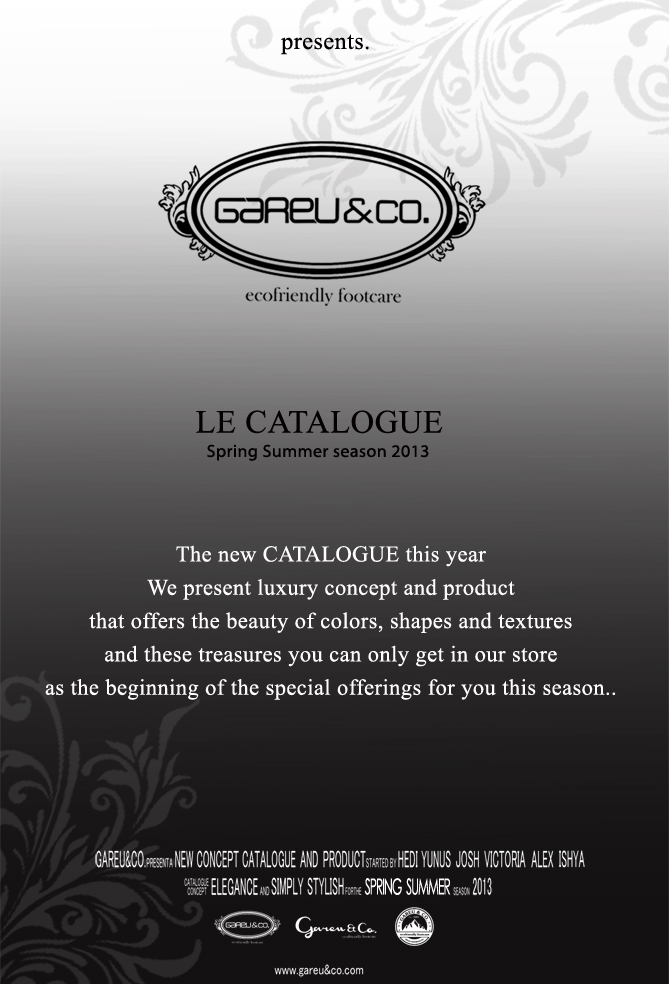 presents.
GAREU&CO.
ecofriendly footcare
LE CATALOGUE
Spring Summer season 2013
The new CATALOGUE this year
We present luxury concept and product
that offers the beauty of colors, shapes and textures
and these treasures you can only get in our store
as the beginning of the special offerings for you this season..
GAREU&CO. PRESENT A NEW CONCEPT CATALOGUE AND PRODUCT STARTED BY HEDI YUNUS JOSH VICTORIA ALEX ISHYA
CATALOGUE CONCEPT ELEGANCE AND SIMPLY STYLISH FOR THE SPRING SUMMER SEASON 2013
GAREU&CO. Gareu & Co. GAREU & CO
www.gareu&co.com